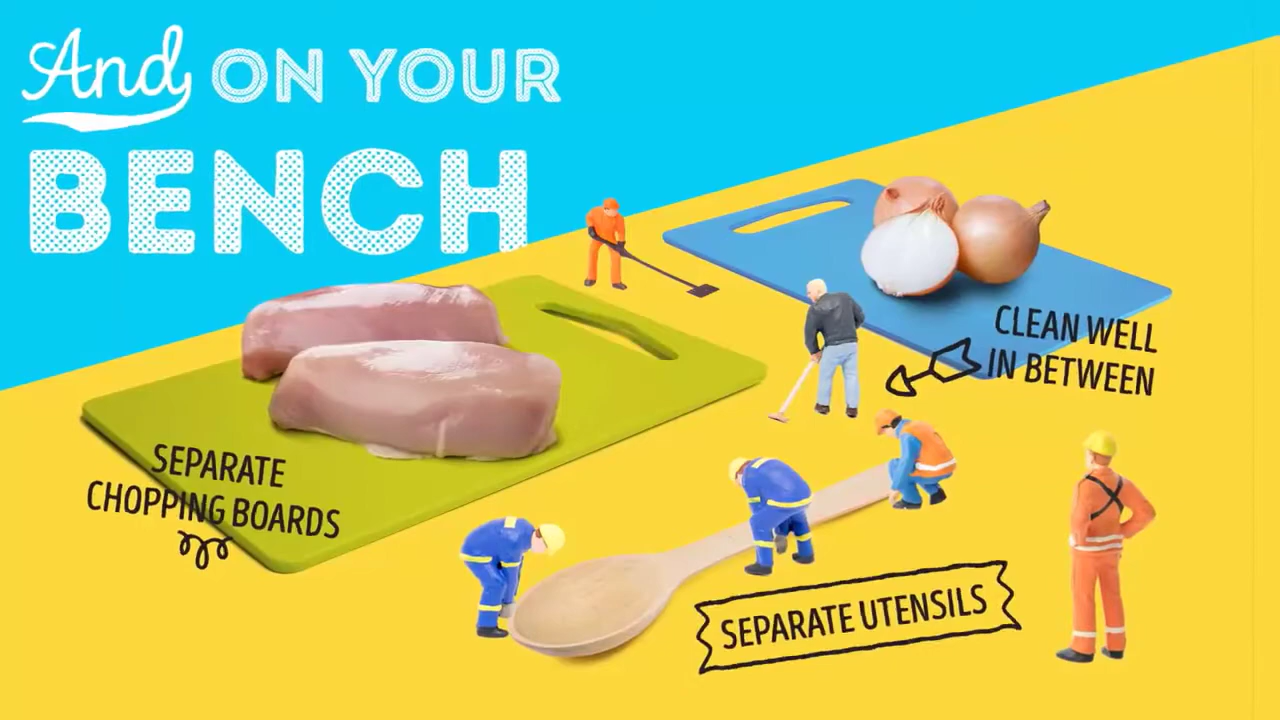 And ON YOUR
BENCH
CLEAN WELL
IN BETWEEN
SEPARATE
CHOPPING BOARDS
SEPARATE UTENSILS